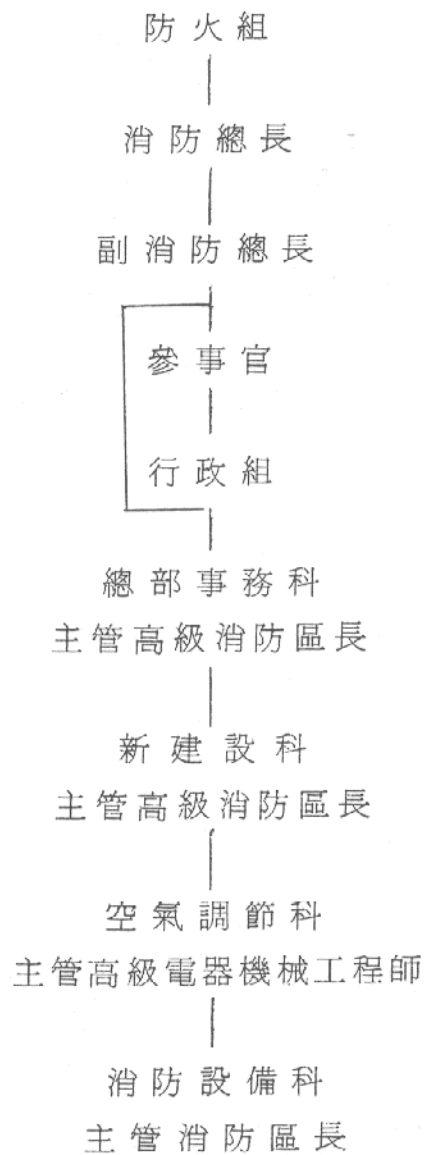 防火組
消防總長
副消防總長
參事官
行政組
總部事務科
主管高級消防區長
新建設科
主管高級消防區長
空氣調節科
主管高級電器機械工程師
消防設備科
主管消防區長